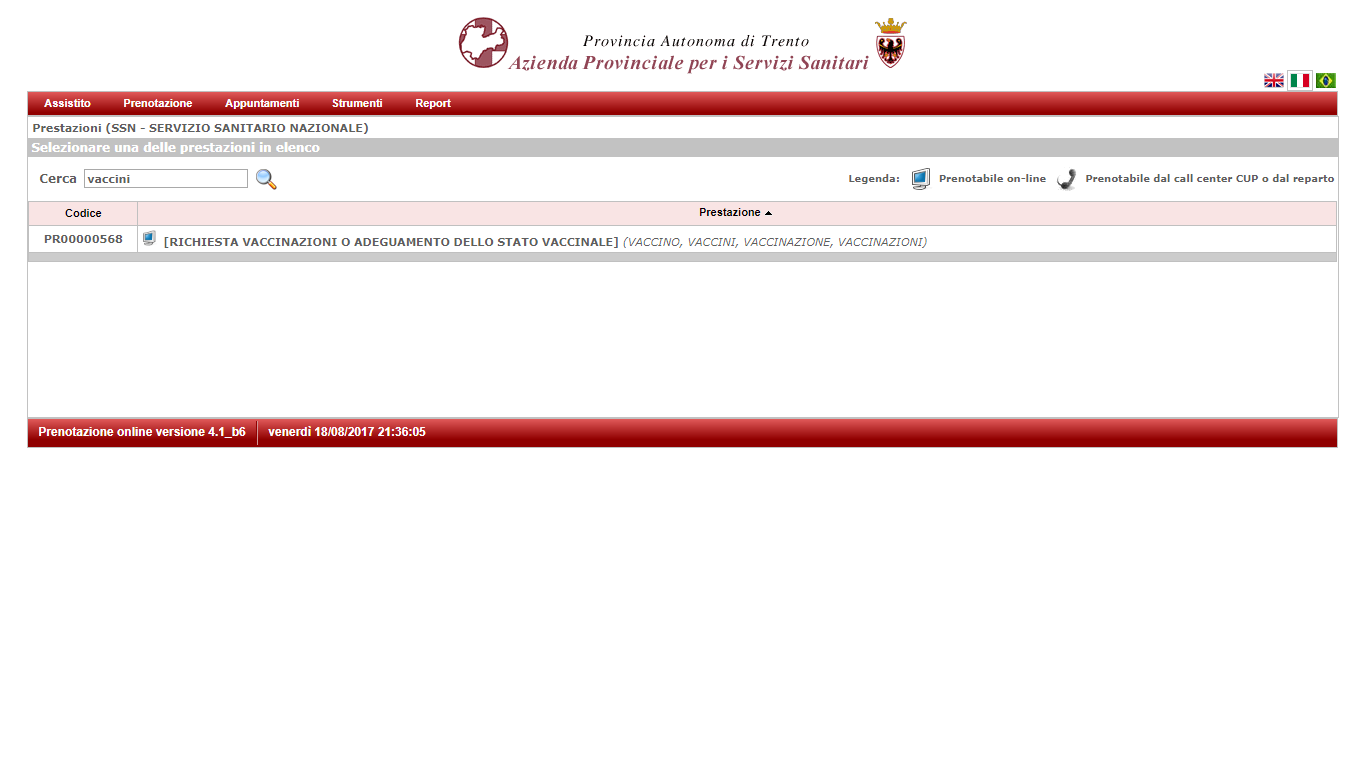 Provincia Autonoma di Trento
Azienda Provinciale per i Servizi Sanitari
Assistito Prenotazione Appuntamenti Strumenti Report
Prestazioni (SSN - SERVIZIO SANITARIO NAZIONALE)
Selezionare una delle prestazioni in elenco
Cerca vaccini Legenda: Prenotabile on-line Prenotabile dal call center CUP o dal reparto
Codice Prestazione
PR00000568 [RICHIESTA VACCINAZIONI O ADEGUAMENTO DELLO STATO VACCINALE] (VACCINO, VACCINI, VACCINAZIONE, VACCINAZIONI)
Prenotazione online versione 4.1_b6 venerdì 18/08/2017 21:36:05